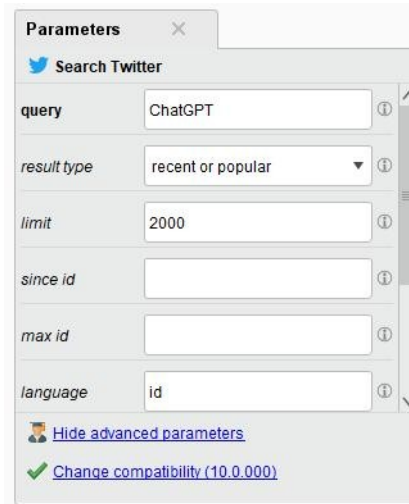 Parameters
Search Twitter
query ChatGPT
result type recent or popular
limit 2000
since id
max id
language id
Hide advanced parameters
Change compatibility (10.0.000)